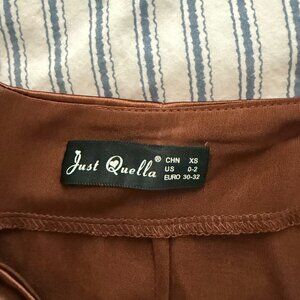 Just Quella®
CHN XS
US 0-2
EURO 30-32